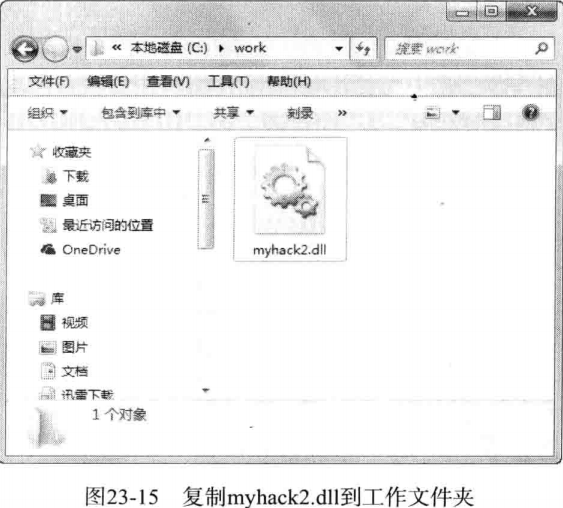 « 本地磁盘 (C:) ▸ work
搜索 work
文件(F) 编辑(E) 查看(V) 工具(T) 帮助(H)
组织 包含到库中 共享 刻录 »
收藏夹
下载
桌面
最近访问的位置
OneDrive
myhack2.dll
库
视频
图片
文档
迅雷下载
1 个对象
图23-15 复制myhack2.dll到工作文件夹